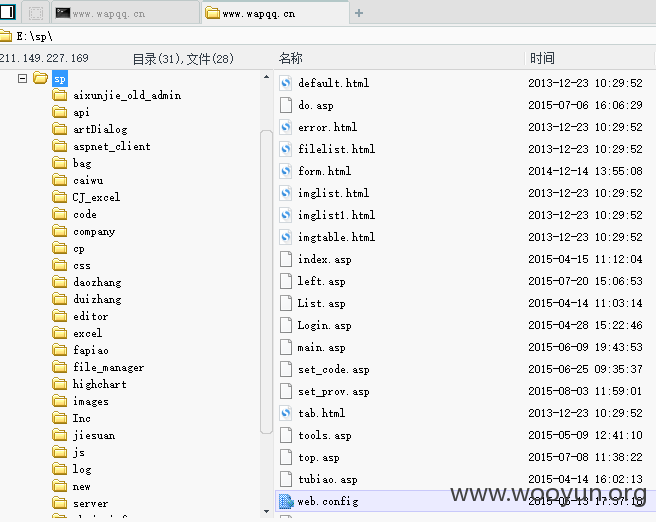 www.wapqq.cn
www.wapqq.cn
E:\sp\
211.149.227.169
目录(31),文件(28)
名称
时间
sp
aixunjie_old_admin
api
artDialog
aspnet_client
bag
caiwu
CJ_excel
code
company
cp
css
daozhang
duizhang
editor
excel
fapiao
file_manager
highchart
images
Inc
jiesuan
js
log
new
server
default.html 2013-12-23 10:29:52
do.asp 2015-07-06 16:06:29
error.html 2013-12-23 10:29:52
filelist.html 2013-12-23 10:29:52
form.html 2014-12-14 13:55:08
imglist.html 2013-12-23 10:29:52
imglist1.html 2013-12-23 10:29:52
imgtable.html 2013-12-23 10:29:52
index.asp 2015-04-15 11:12:04
left.asp 2015-07-20 15:06:53
List.asp 2015-04-14 11:03:14
Login.asp 2015-04-28 15:22:46
main.asp 2015-06-09 19:43:53
set_code.asp 2015-06-25 09:35:37
set_prov.asp 2015-08-03 11:59:01
tab.html 2013-12-23 10:29:52
tools.asp 2015-05-09 12:41:10
top.asp 2015-07-08 11:38:22
tubiao.asp 2015-04-14 16:02:13
web.config
www.wooyun.org